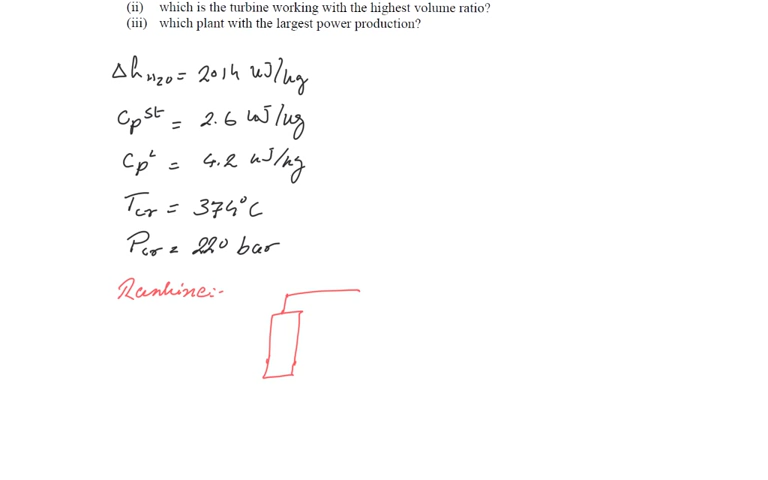 (ii) which is the turbine working with the highest volume ratio?
(iii) which plant with the largest power production?
Δh H2O = 2014 kJ/kg
Cp^St = 2.6 kJ/kg
Cp^L = 4.2 kJ/kg
Tcr = 374°C
Pcr = 220 bar
Rankine:-